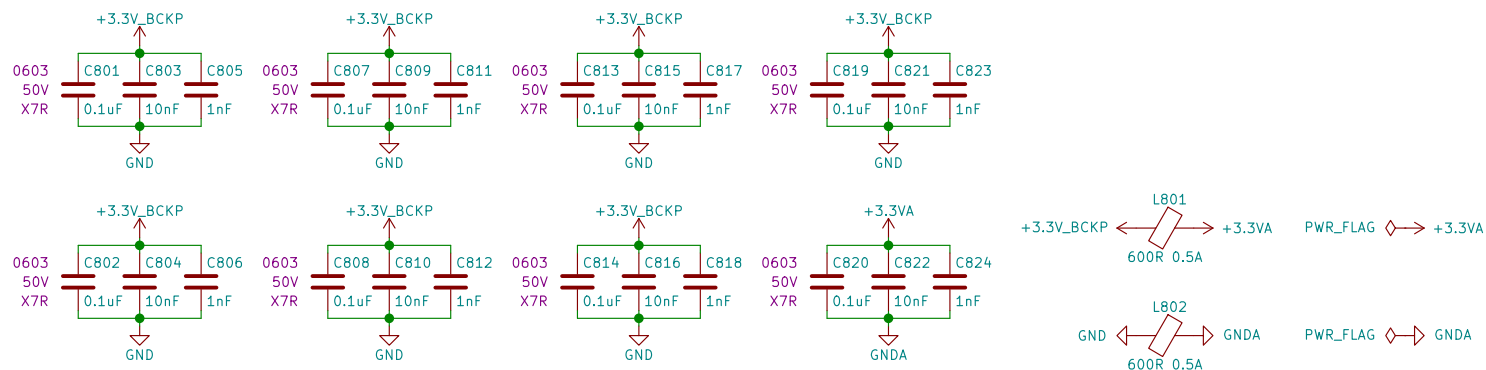 +3.3V_BCKP +3.3V_BCKP +3.3V_BCKP +3.3V_BCKP
0603 C801 C803 C805 0603 C807 C809 C811 0603 C813 C815 C817 0603 C819 C821 C823
50V 50V 50V 50V
X7R 0.1uF 10nF 1nF X7R 0.1uF 10nF 1nF X7R 0.1uF 10nF 1nF X7R 0.1uF 10nF 1nF
GND GND GND GND
+3.3V_BCKP +3.3V_BCKP +3.3V_BCKP +3.3VA
L801
+3.3V_BCKP +3.3VA PWR_FLAG +3.3VA
600R 0.5A
0603 C802 C804 C806 0603 C808 C810 C812 0603 C814 C816 C818 0603 C820 C822 C824
50V 50V 50V 50V
X7R 0.1uF 10nF 1nF X7R 0.1uF 10nF 1nF X7R 0.1uF 10nF 1nF X7R 0.1uF 10nF 1nF
L802
GND GNDA PWR_FLAG GNDA
GND GND GND GNDA
600R 0.5A